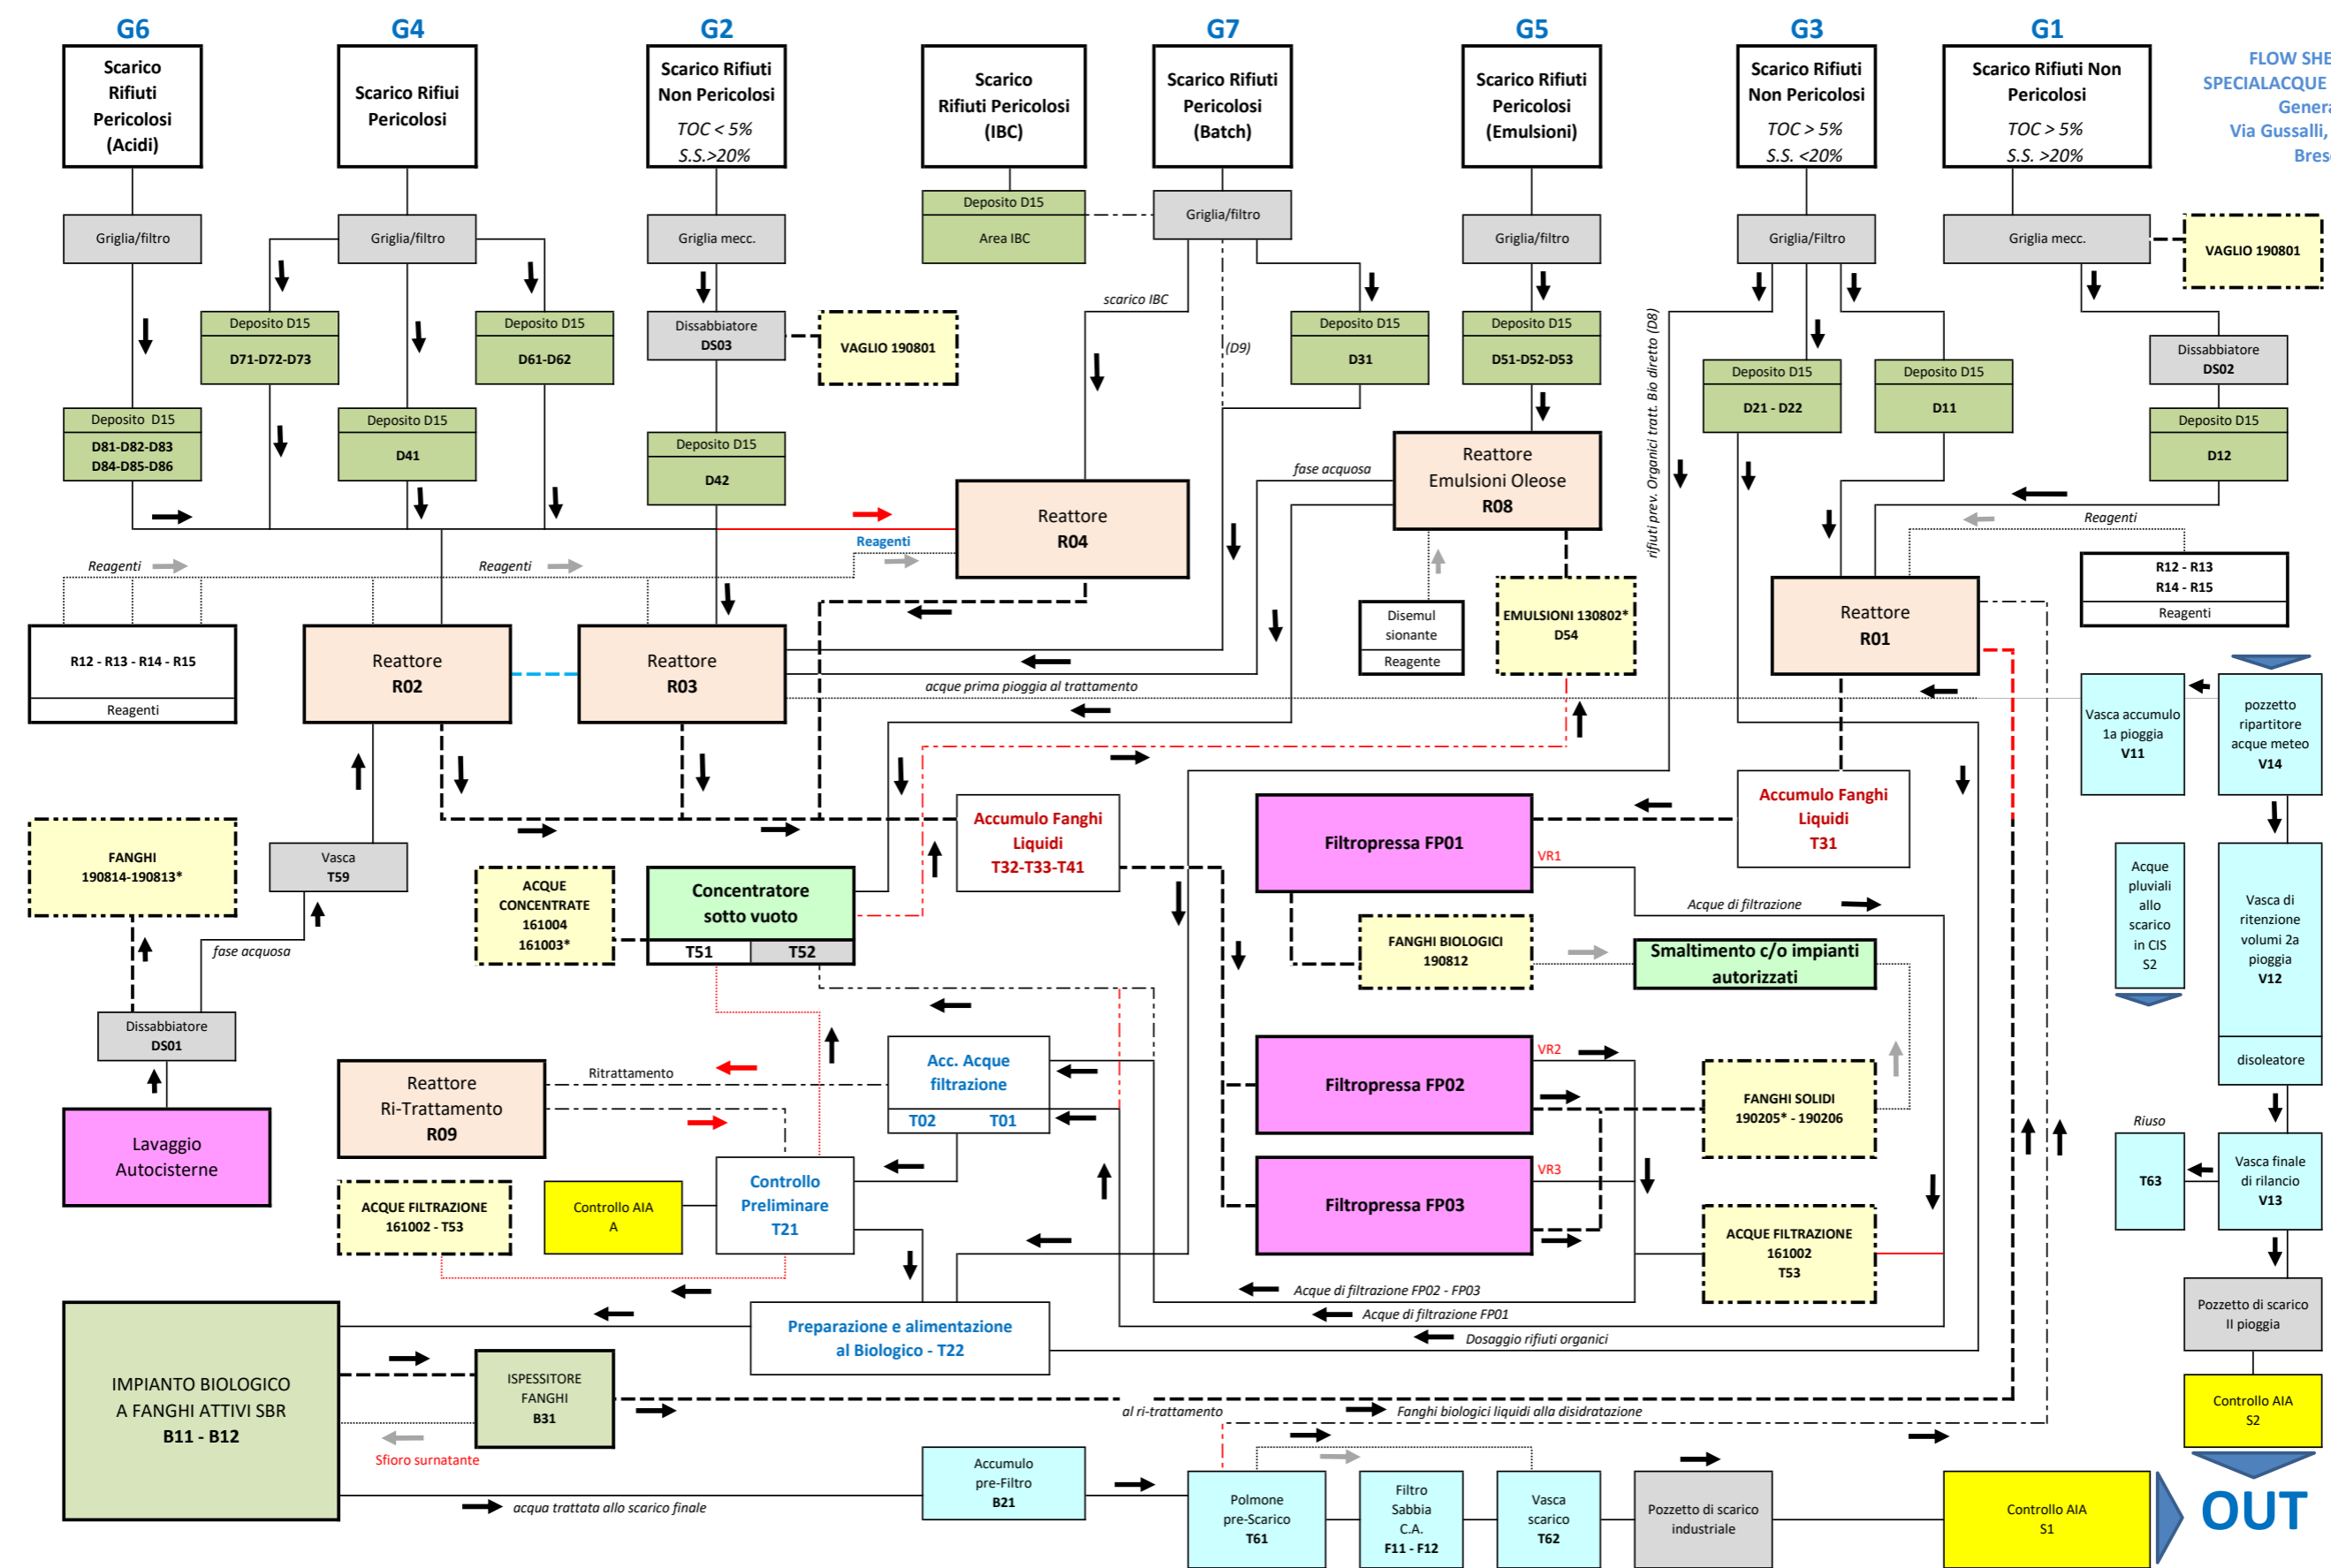 G6
G4
G2
G7
G5
G3
G1
Scarico
Rifiuti
Pericolosi
(Acidi)
Scarico Rifiui
Pericolosi
Scarico Rifiuti
Non Pericolosi
TOC < 5%
S.S.>20%
Scarico
Rifiuti Pericolosi
(IBC)
Scarico Rifiuti
Pericolosi
(Batch)
Scarico Rifiuti
Pericolosi
(Emulsioni)
Scarico Rifiuti
Non Pericolosi
TOC > 5%
S.S. <20%
Scarico Rifiuti Non
Pericolosi
TOC > 5%
S.S. >20%
FLOW SHE
SPECIALACQUE
Genera
Via Gussalli,
Bres
Griglia/filtro
Griglia/filtro
Griglia mecc.
Deposito D15
Area IBC
Griglia/filtro
Griglia/filtro
Griglia/Filtro
Griglia mecc.
VAGLIO 190801
Deposito D15
D71-D72-D73
Deposito D15
D61-D62
Dissabbiatore
DS03
VAGLIO 190801
scarico IBC
(D9)
Deposito D15
D31
Deposito D15
D51-D52-D53
rifiuti prev. Organici tratt. Bio diretto (D8)
Deposito D15
D21 - D22
Deposito D15
D11
Dissabbiatore
DS02
Deposito D15
D81-D82-D83
D84-D85-D86
Deposito D15
D41
Deposito D15
D42
Deposito D15
D12
fase acquosa
Reattore
Emulsioni Oleose
R08
Reattore
R04
Reagenti
Reagenti
Reagenti
Reagenti
R12 - R13
R14 - R15
Reagenti
R12 - R13 - R14 - R15
Reagenti
Reattore
R02
Reattore
R03
Disemul
sionante
Reagente
EMULSIONI 130802*
D54
Reattore
R01
acque prima pioggia al trattamento
Vasca accumulo
1a pioggia
V11
pozzetto
ripartitore
acque meteo
V14
FANGHI
190814-190813*
Vasca
T59
fase acquosa
ACQUE
CONCENTRATE
161004
161003*
Concentratore
sotto vuoto
T51
T52
Accumulo Fanghi
Liquidi
T32-T33-T41
Filtropressa FP01
VR1
Accumulo Fanghi
Liquidi
T31
Acque di filtrazione
FANGHI BIOLOGICI
190812
Smaltimento c/o impianti
autorizzati
Acque
pluviali
allo
scarico
in CIS
S2
Vasca di
ritenzione
volumi 2a
pioggia
V12
disoleatore
Dissabbiatore
DS01
Lavaggio
Autocisterne
Reattore
Ri-Trattamento
R09
Ritrattamento
Acc. Acque
filtrazione
T02
T01
Filtropressa FP02
VR2
FANGHI SOLIDI
190205* - 190206
Riuso
T63
Vasca finale
di rilancio
V13
ACQUE FILTRAZIONE
161002 - T53
Controllo AIA
A
Controllo
Preliminare
T21
Filtropressa FP03
VR3
ACQUE FILTRAZIONE
161002
T53
Acque di filtrazione FP02 - FP03
Acque di filtrazione FP01
Dosaggio rifiuti organici
Pozzetto di scarico
II pioggia
Preparazione e alimentazione
al Biologico - T22
IMPIANTO BIOLOGICO
A FANGHI ATTIVI SBR
B11 - B12
ISPESSITORE
FANGHI
B31
Sfioro surnatante
al ri-trattamento
Fanghi biologici liquidi alla disidratazione
Controllo AIA
S2
acqua trattata allo scarico finale
Accumulo
pre-Filtro
B21
Polmone
pre-Scarico
T61
Filtro
Sabbia
C.A.
F11 - F12
Vasca
scarico
T62
Pozzetto di scarico
industriale
Controllo AIA
S1
OUT